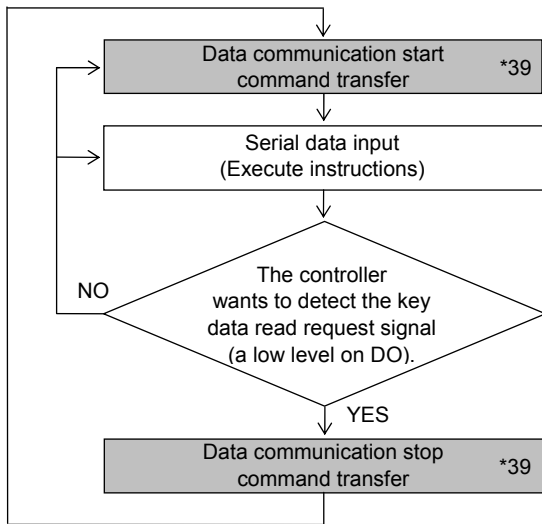 Data communication start
command transfer
*39
Serial data input
(Execute instructions)
The controller
wants to detect the key
data read request signal
(a low level on DO).
NO
YES
Data communication stop
command transfer
*39